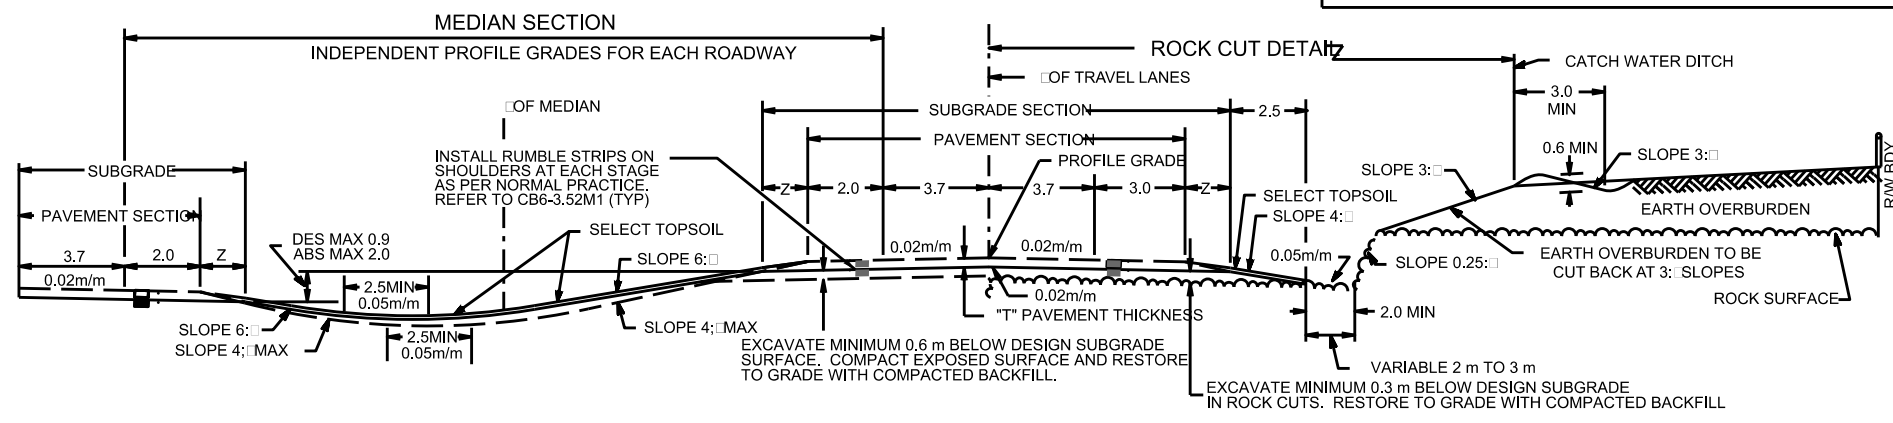 MEDIAN SECTION
INDEPENDENT PROFILE GRADES FOR EACH ROADWAY
ROCK CUT DETAIL
CATCH WATER DITCH
□OF TRAVEL LANES
□OF MEDIAN
SUBGRADE SECTION
2.5
3.0
MIN
PAVEMENT SECTION
0.6 MIN
SLOPE 3:□
R/W BDY
INSTALL RUMBLE STRIPS ON
SHOULDERS AT EACH STAGE
AS PER NORMAL PRACTICE.
REFER TO CB6-3.52M1 (TYP)
PROFILE GRADE
SLOPE 3:□
SUBGRADE
Z
2.0
3.7
3.7
3.0
Z
SELECT TOPSOIL
SLOPE 4:□
EARTH OVERBURDEN
PAVEMENT SECTION
DES MAX 0.9
ABS MAX 2.0
SELECT TOPSOIL
0.02m/m
0.02m/m
0.05m/m
EARTH OVERBURDEN TO BE
CUT BACK AT 3:□SLOPES
3.7
2.0
Z
SLOPE 6:□
SLOPE 0.25:□
0.02m/m
2.5MIN
0.05m/m
0.02m/m
ROCK SURFACE
"T" PAVEMENT THICKNESS
2.0 MIN
SLOPE 6:□
SLOPE 4;□MAX
2.5MIN
0.05m/m
SLOPE 4;□MAX
EXCAVATE MINIMUM 0.6 m BELOW DESIGN SUBGRADE
SURFACE. COMPACT EXPOSED SURFACE AND RESTORE
TO GRADE WITH COMPACTED BACKFILL.
VARIABLE 2 m TO 3 m
EXCAVATE MINIMUM 0.3 m BELOW DESIGN SUBGRADE
IN ROCK CUTS. RESTORE TO GRADE WITH COMPACTED BACKFILL